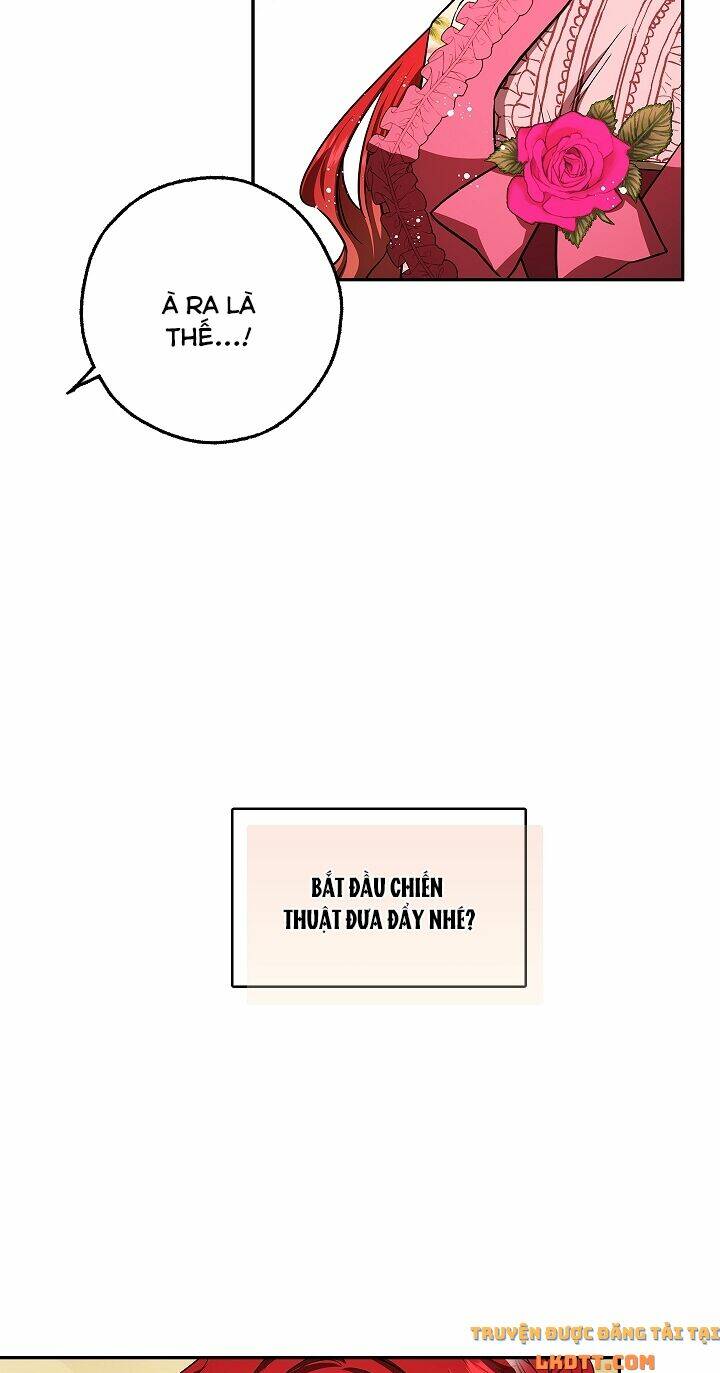 À RA LÀ
THẾ...!
BẮT ĐẦU CHIẾN
THUẬT ĐƯA ĐẨY NHÉ?
TRUYỆN ĐƯỢC ĐĂNG TẢI TẠI
LKDTT.COM